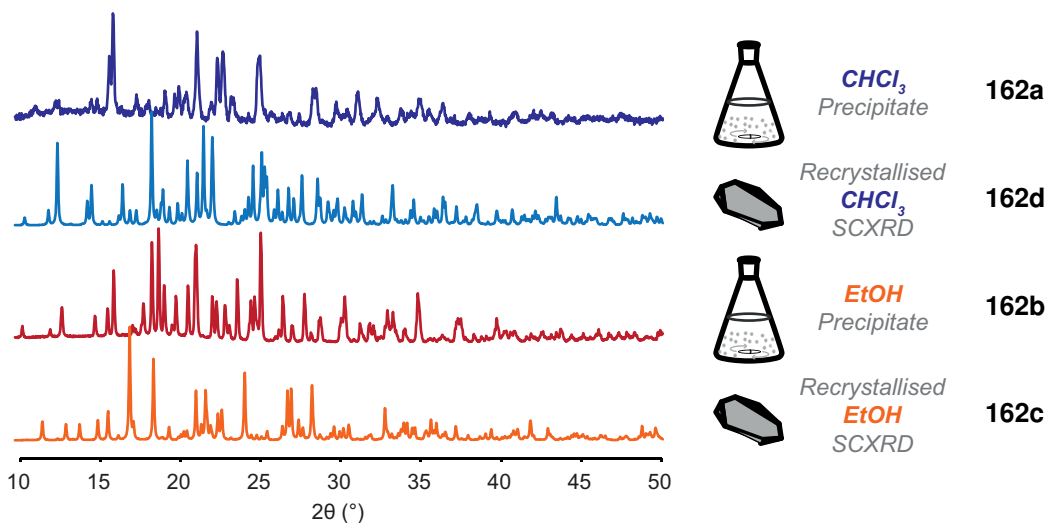 CHCl3
Precipitate
162a
Recrystallised
CHCl3
SCXRD
162d
EtOH
Precipitate
162b
Recrystallised
EtOH
SCXRD
162c
10 15 20 25 30 35 40 45 50
2θ (°)